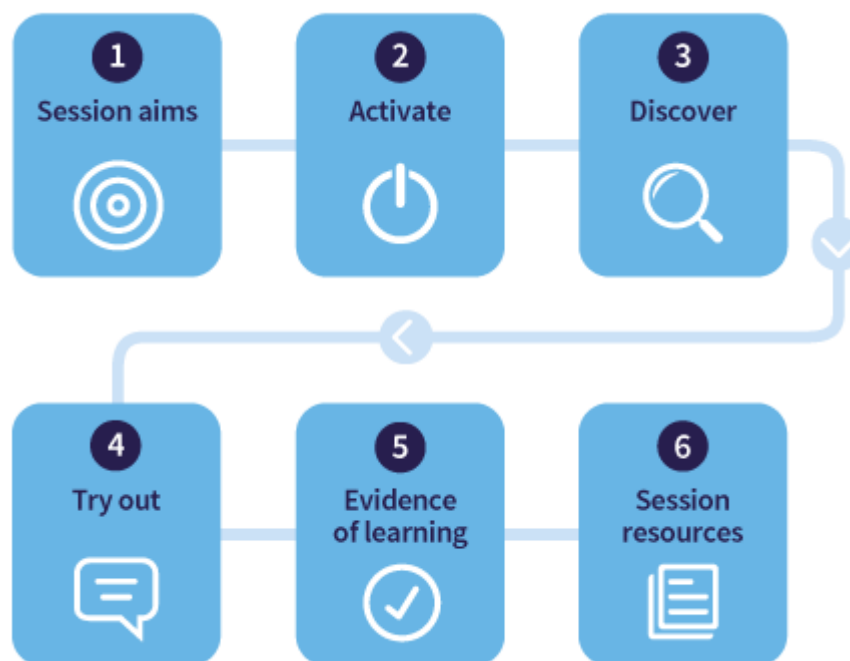 1
Session aims
2
Activate
3
Discover
4
Try out
5
Evidence
of learning
6
Session
resources